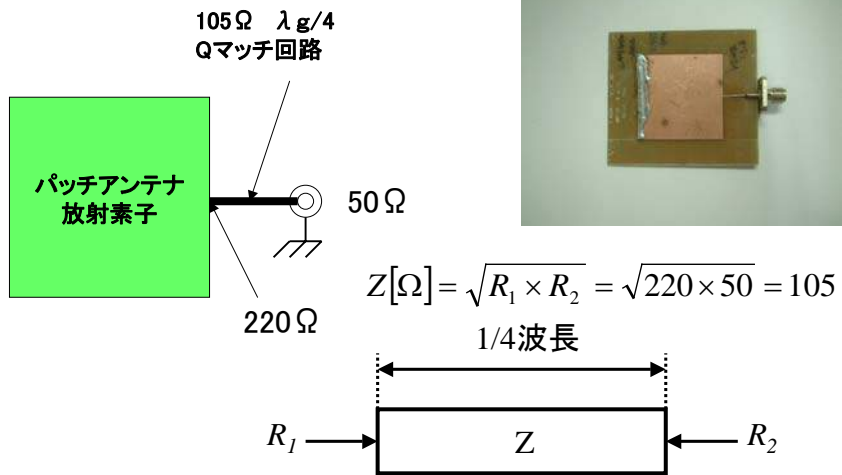 105Ω λg/4
Qマッチ回路
パッチアンテナ
放射素子
50Ω
220Ω
Z[Ω] = √R₁ × R₂ = √220 × 50 = 105
1/4波長
R₁
Z
R₂